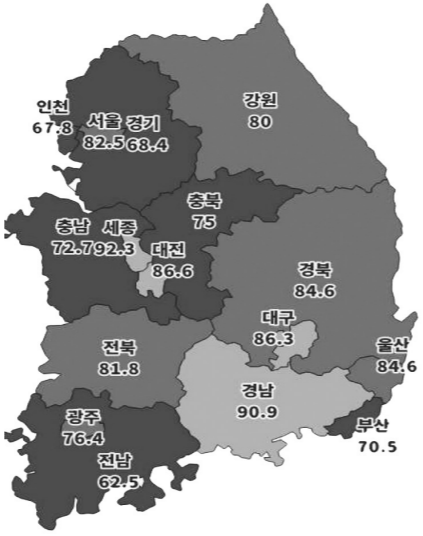 강원
80
인천
67.8
서울 경기
82.5 68.4
충북
75
충남 세종
72.7 92.3
대전
86.6
경북
84.6
대구
86.3
울산
84.6
전북
81.8
경남
90.9
광주
76.4
부산
70.5
전남
62.5